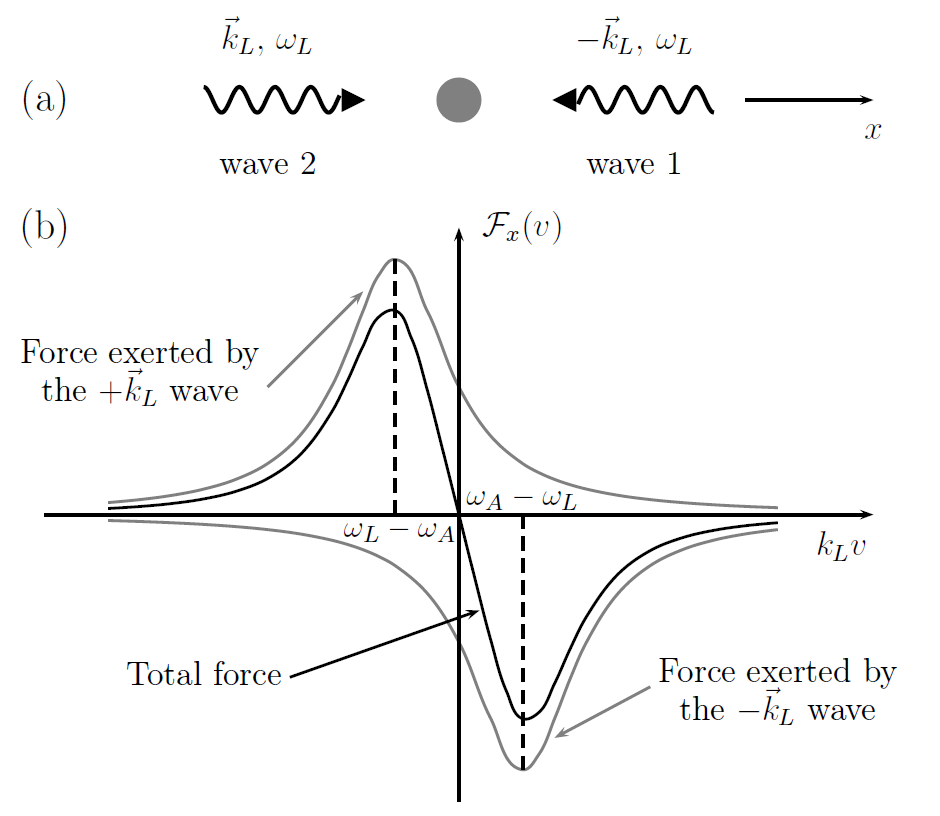 (a)
$\vec{k}_L, \omega_L$
$-\vec{k}_L, \omega_L$
wave 2
wave 1
$x$
(b)
$\mathcal{F}_x(v)$
Force exerted by
the $+\vec{k}_L$ wave
$\omega_A - \omega_L$
$\omega_L - \omega_A$
$k_L v$
Total force
Force exerted by
the $-\vec{k}_L$ wave